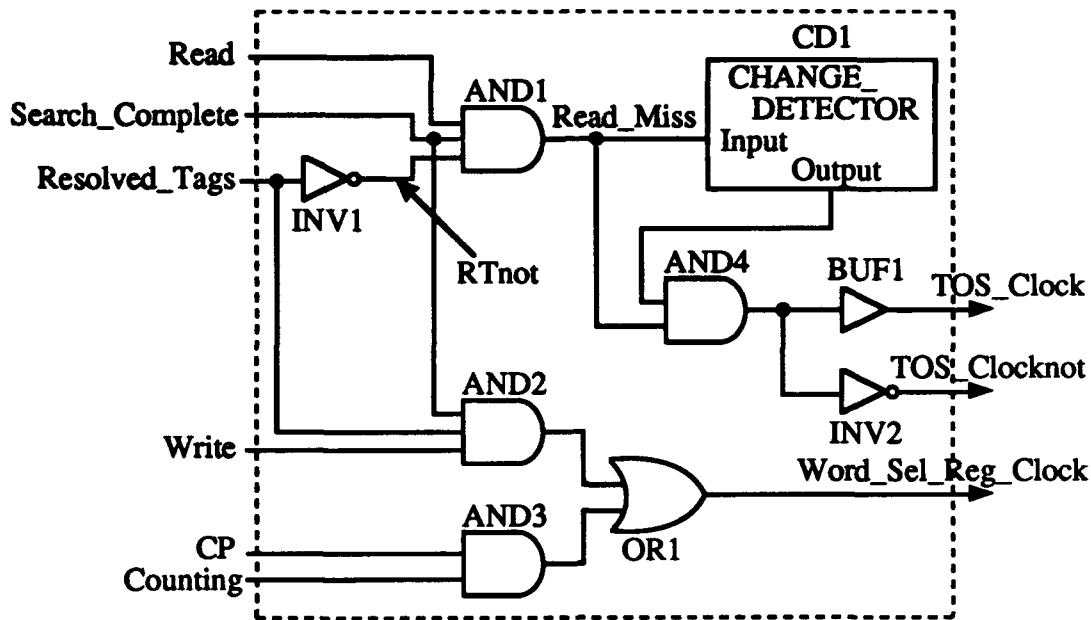 CD1
Read
CHANGE_
DETECTOR
AND1
Search_Complete
Read_Miss
Input
Resolved_Tags
Output
INV1
RTnot
AND4
BUF1
TOS_Clock
TOS_Clocknot
AND2
INV2
Write
Word_Sel_Reg_Clock
AND3
OR1
CP
Counting